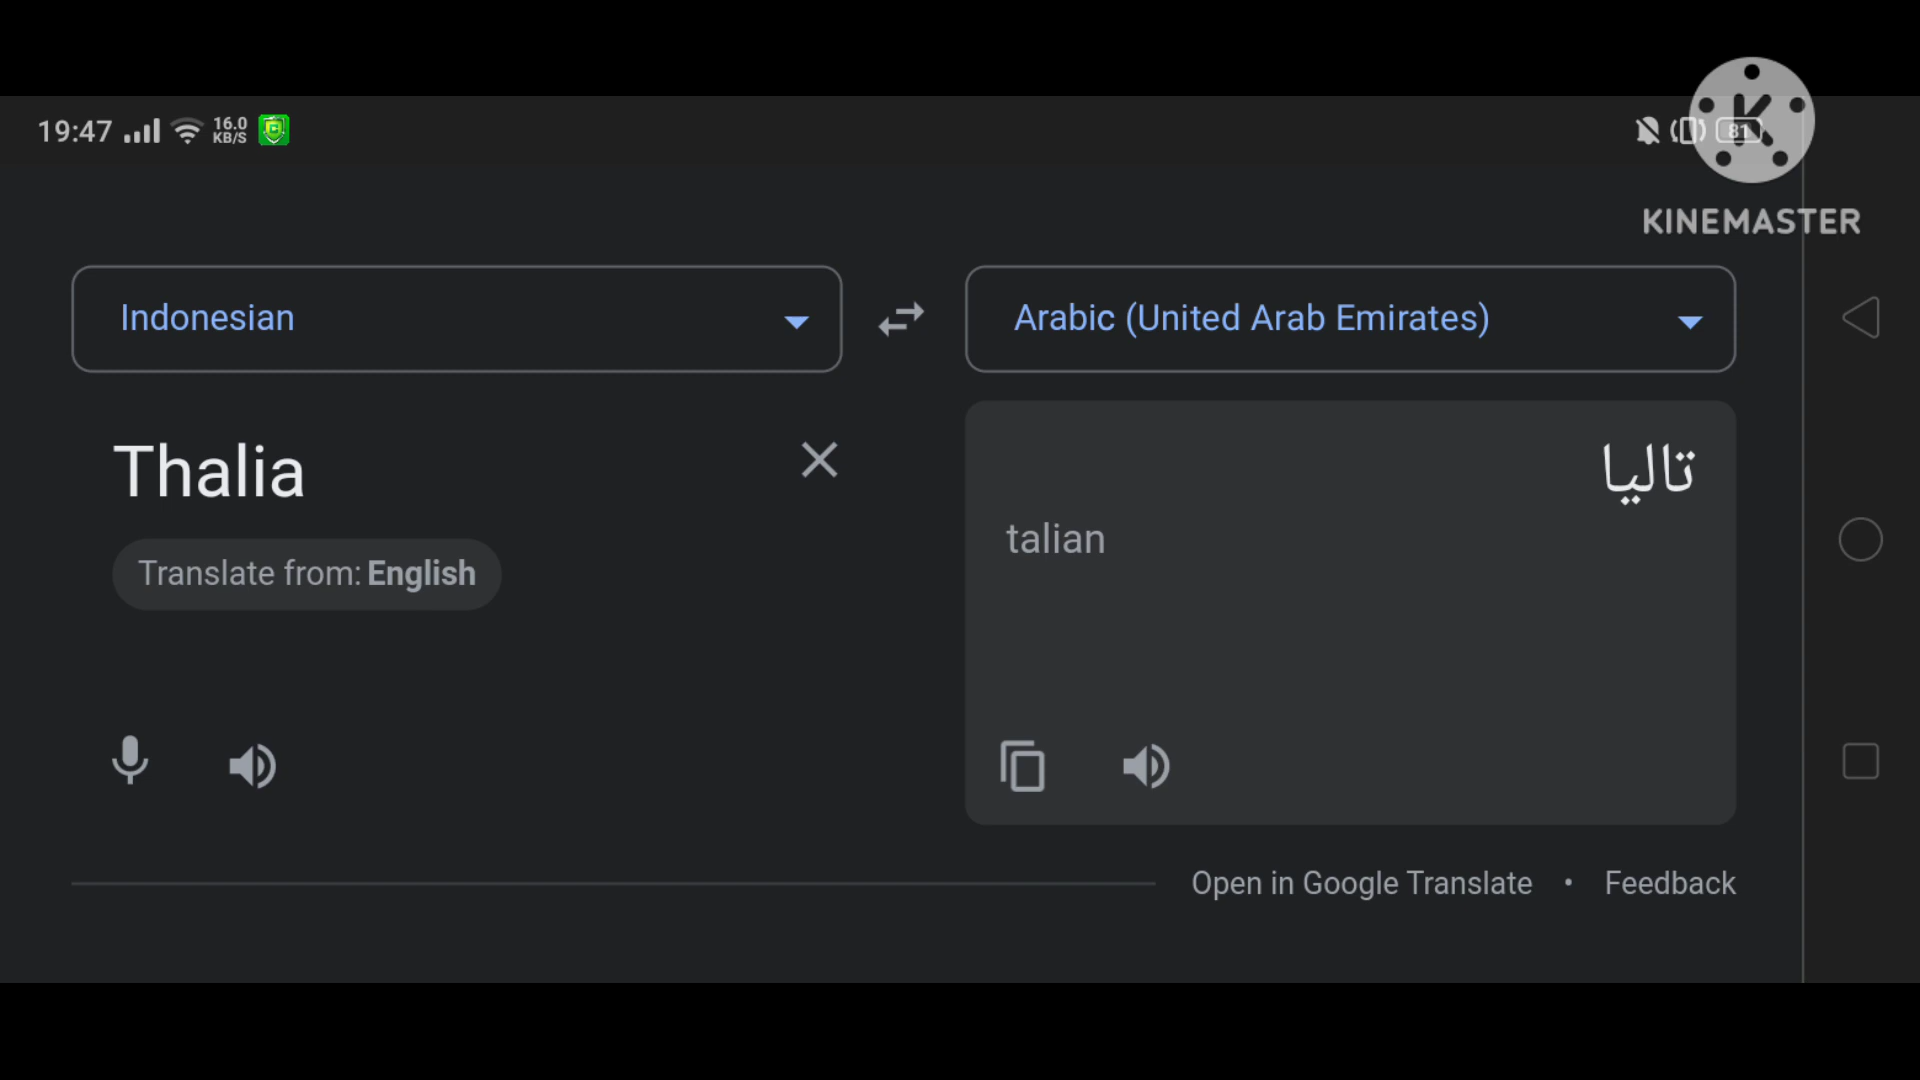 19:47 16.0 KB/S
81
KINEMASTER
Indonesian
Arabic (United Arab Emirates)
Thalia
تاليا
talian
Translate from: English
Open in Google Translate • Feedback